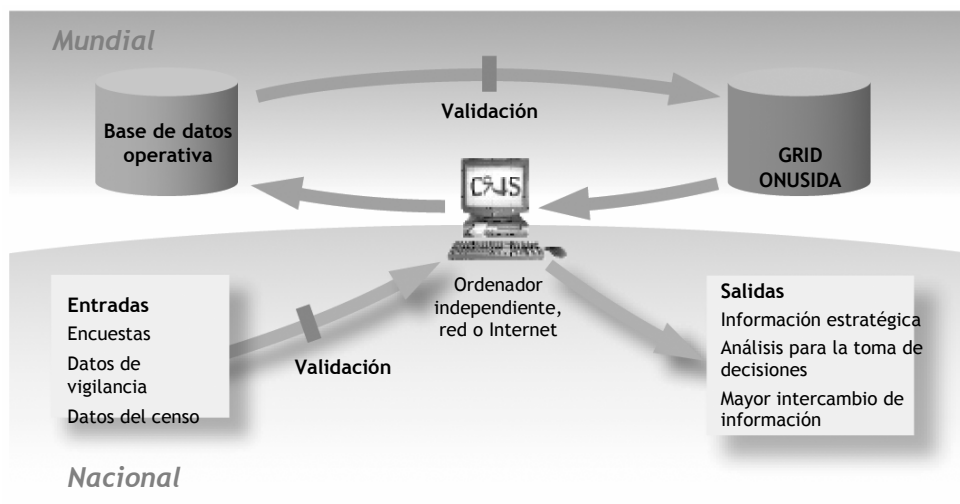 Mundial
Base de datos
operativa
Validación
GRID
ONUSIDA
CRIS
Ordenador
independiente,
red o Internet
Entradas
Encuestas
Datos de
vigilancia
Datos del censo
Validación
Salidas
Información estratégica
Análisis para la toma de
decisiones
Mayor intercambio de
información
Nacional